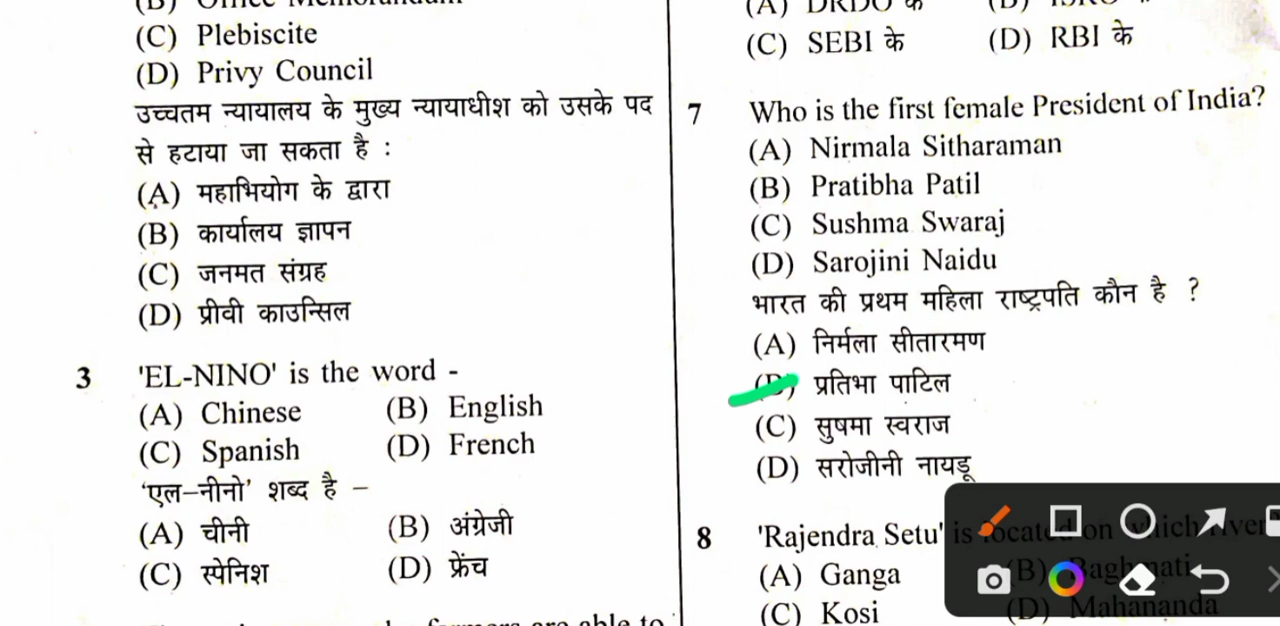 (C) Plebiscite
(D) Privy Council
उच्चतम न्यायालय के मुख्य न्यायाधीश को उसके पद
से हटाया जा सकता है :
(A) महाभियोग के द्वारा
(B) कार्यालय ज्ञापन
(C) जनमत संग्रह
(D) प्रीवी काउन्सिल
3 'EL-NINO' is the word -
(A) Chinese (B) English
(C) Spanish (D) French
‘एल-नीनो’ शब्द है –
(A) चीनी (B) अंग्रेजी
(C) स्पेनिश (D) फ्रेंच
(C) SEBI के (D) RBI के
7 Who is the first female President of India?
(A) Nirmala Sitharaman
(B) Pratibha Patil
(C) Sushma Swaraj
(D) Sarojini Naidu
भारत की प्रथम महिला राष्ट्रपति कौन है ?
(A) निर्मला सीतारमण
(B) प्रतिभा पाटिल
(C) सुषमा स्वराज
(D) सरोजीनी नायडू
8 'Rajendra Setu' is located on which
(A) Ganga (B)
(C) Kosi (D) Mahananda